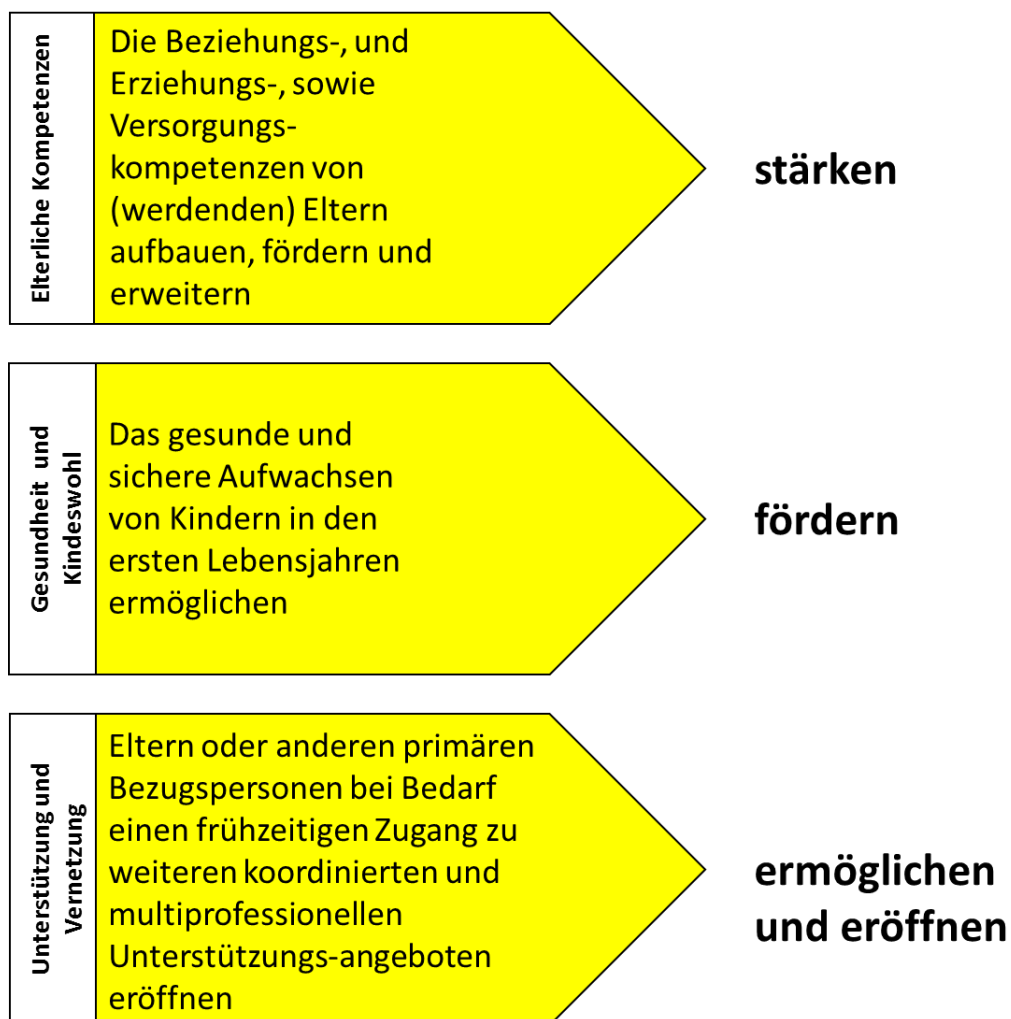 Elterliche Kompetenzen
Die Beziehungs-, und
Erziehungs-, sowie
Versorgungs-
kompetenzen von
(werdenden) Eltern
aufbauen, fördern und
erweitern
stärken
Gesundheit und
Kindeswohl
Das gesunde und
sichere Aufwachsen
von Kindern in den
ersten Lebensjahren
ermöglichen
fördern
Unterstützung und
Vernetzung
Eltern oder anderen primären
Bezugspersonen bei Bedarf
einen frühzeitigen Zugang zu
weiteren koordinierten und
multiprofessionellen
Unterstützungs-angeboten
eröffnen
ermöglichen
und eröffnen